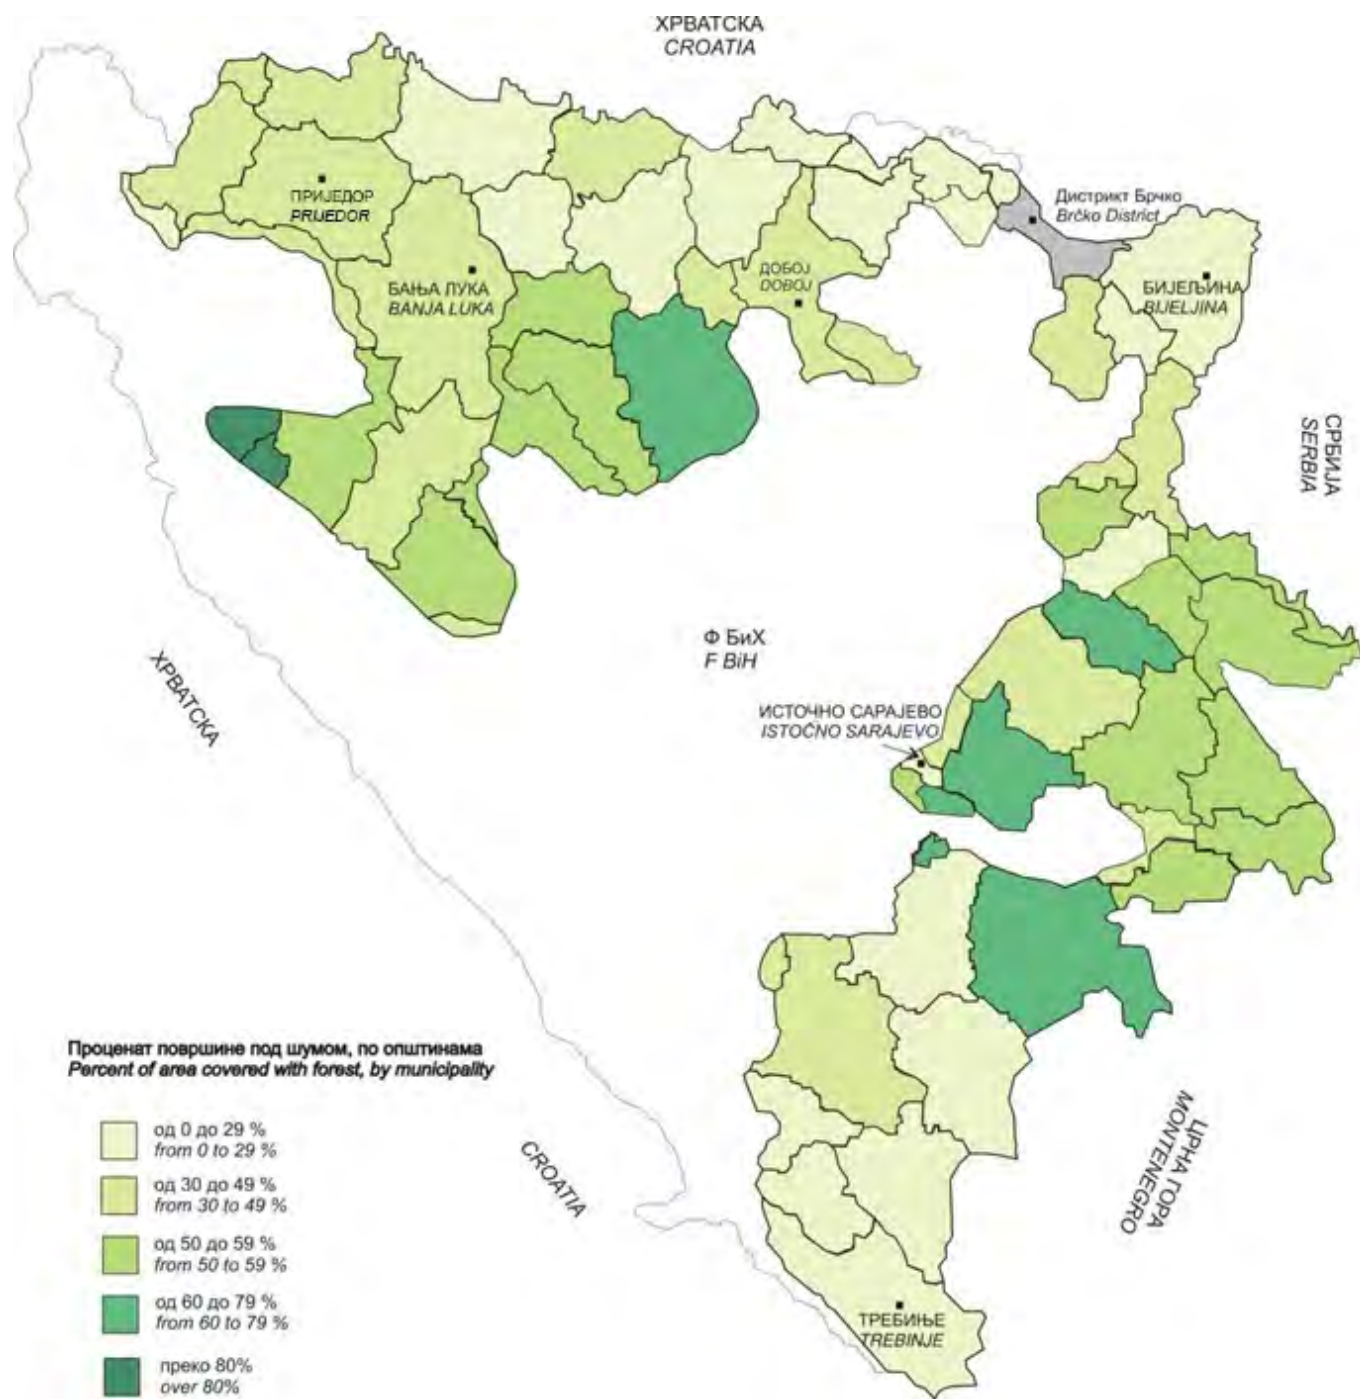 ХРВАТСКА
CROATIA
ПРИЈЕДОР
PRIJEDOR
Дистрикт Брчко
Brčko District
БАЊА ЛУКА
BANJA LUKA
ДОБОЈ
DOBOJ
БИЈЕЉИНА
BIJELJINA
СРБИЈА
SERBIA
Ф БиХ
F BiH
ХРВАТСКА
ИСТОЧНО САРАЈЕВО
ISTOČNO SARAJEVO
Проценат површине под шумом, по општинама
Percent of area covered with forest, by municipality
од 0 до 29 %
from 0 to 29 %
од 30 до 49 %
from 30 to 49 %
од 50 до 59 %
from 50 to 59 %
од 60 до 79 %
from 60 to 79 %
преко 80%
over 80%
CROATIA
ЦРНА ГОРА
MONTENEGRO
ТРЕБИЊЕ
TREBINJE